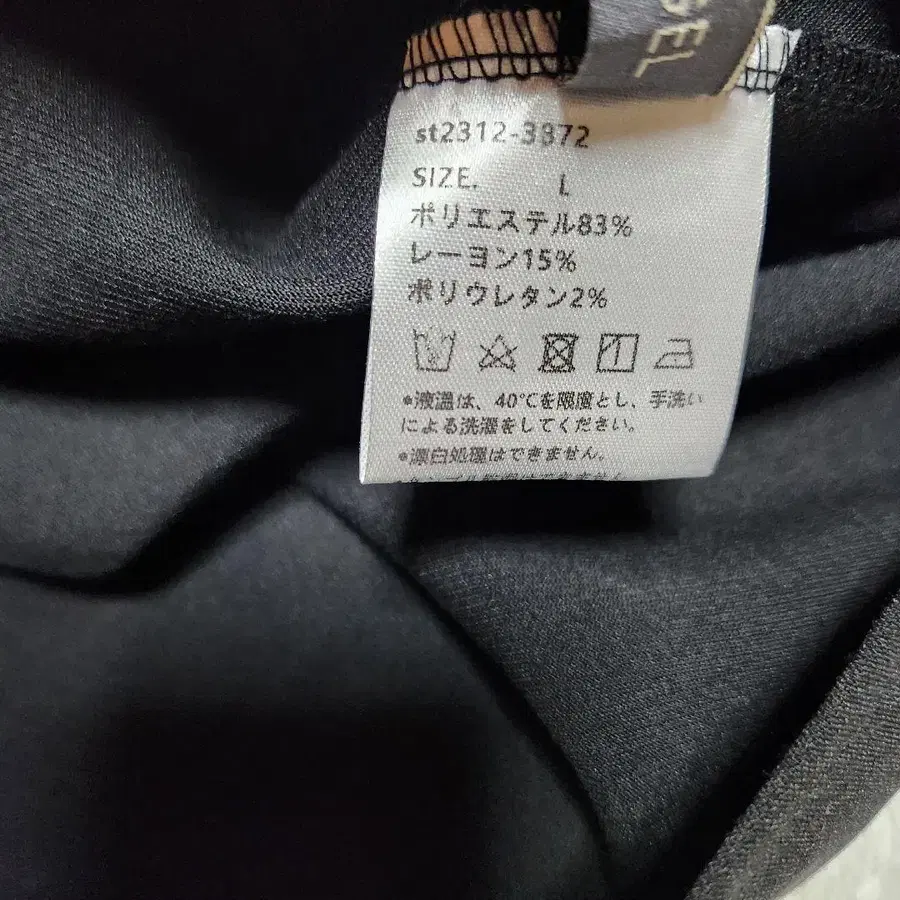 GEL
st2312-3872
SIZE. L
ポリエステル83%
レーヨン15%
ポリウレタン2%
•液温は、40℃を限度とし、手洗い
による洗濯をしてください。
•漂白処理はできません。